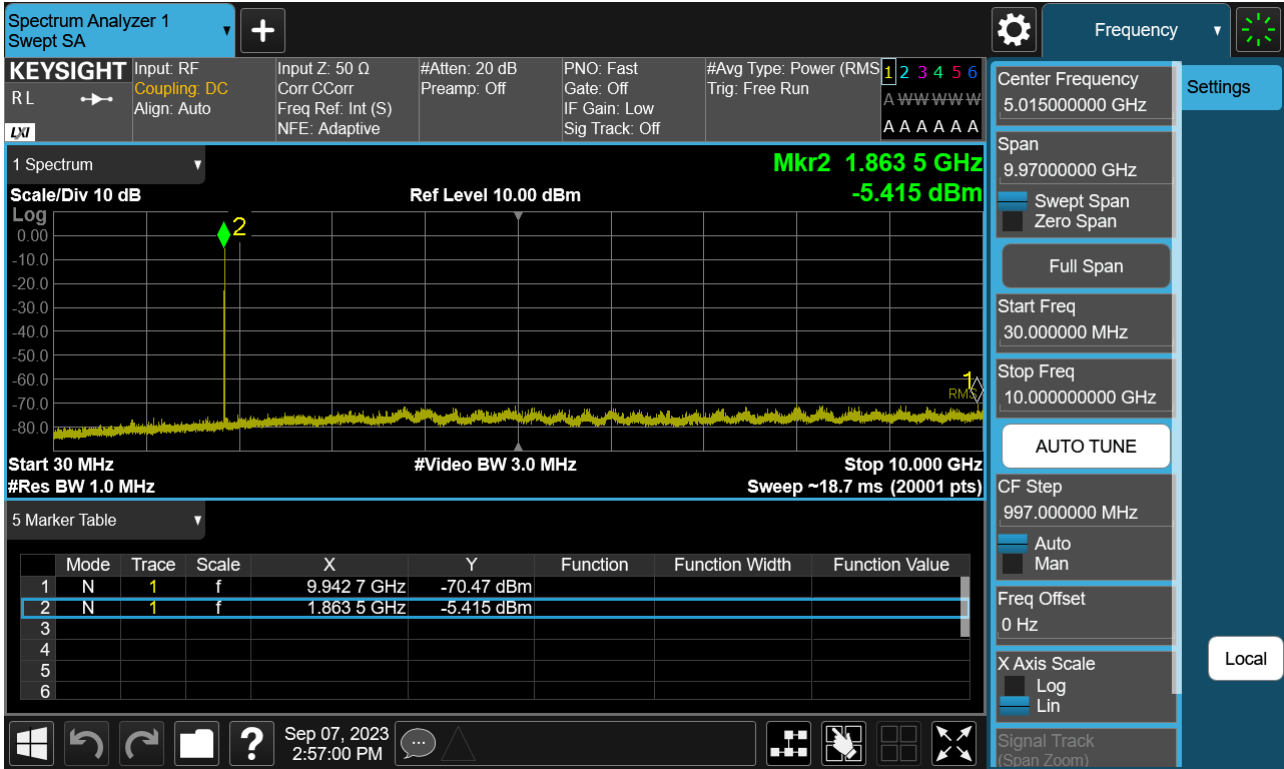 Spectrum Analyzer 1
Swept SA
+
Frequency
KEYSIGHT
R L
LXI
Input: RF
Coupling: DC
Align: Auto
Input Z: 50 Ω
Corr CCorr
Freq Ref: Int (S)
NFE: Adaptive
#Atten: 20 dB
Preamp: Off
PNO: Fast
Gate: Off
IF Gain: Low
Sig Track: Off
#Avg Type: Power (RMS
Trig: Free Run
1 2 3 4 5 6
A W W W W W
A A A A A A
1 Spectrum
Scale/Div 10 dB
Ref Level 10.00 dBm
Mkr2 1.863 5 GHz
-5.415 dBm
Log
0.00
-10.0
-20.0
-30.0
-40.0
-50.0
-60.0
-70.0
-80.0
2
1
RMS
Start 30 MHz
#Video BW 3.0 MHz
Stop 10.000 GHz
#Res BW 1.0 MHz
Sweep ~18.7 ms (20001 pts)
5 Marker Table
Mode Trace Scale X Y Function Function Width Function Value
1 N 1 f 9.942 7 GHz -70.47 dBm
2 N 1 f 1.863 5 GHz -5.415 dBm
3
4
5
6
Sep 07, 2023
2:57:00 PM
?
Center Frequency
5.015000000 GHz
Span
9.97000000 GHz
Swept Span
Zero Span
Full Span
Start Freq
30.000000 MHz
Stop Freq
10.000000000 GHz
AUTO TUNE
CF Step
997.000000 MHz
Auto
Man
Freq Offset
0 Hz
X Axis Scale
Log
Lin
Signal Track
(Span Zoom)
Settings
Local